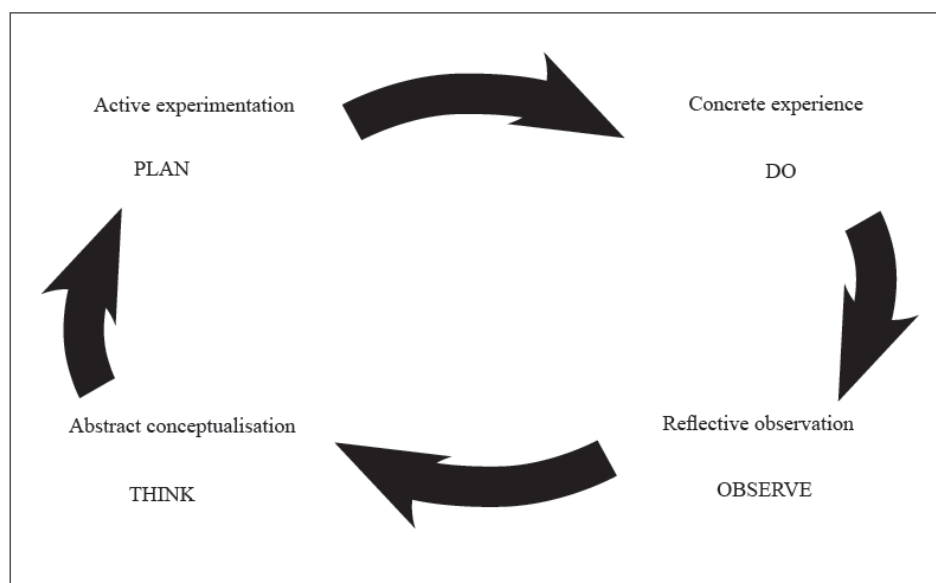 Active experimentation
PLAN
Concrete experience
DO
Abstract conceptualisation
THINK
Reflective observation
OBSERVE